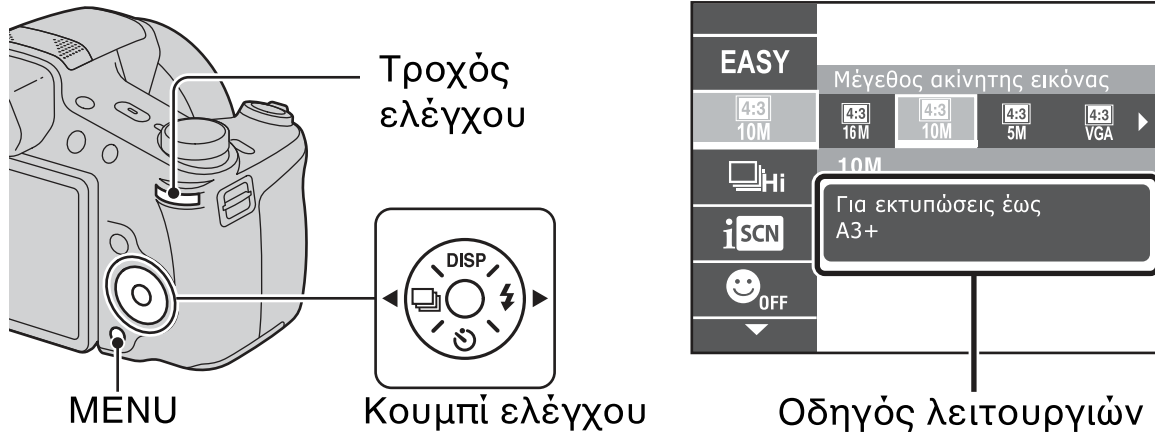 Τροχός
ελέγχου
DISP
MENU
Κουμπί ελέγχου
EASY
Μέγεθος ακίνητης εικόνας
4:3 4:3 4:3 4:3 4:3
10M 16M 10M 5M VGA
10M
Hi
Για εκτυπώσεις έως
A3+
iSCN
OFF
Οδηγός λειτουργιών